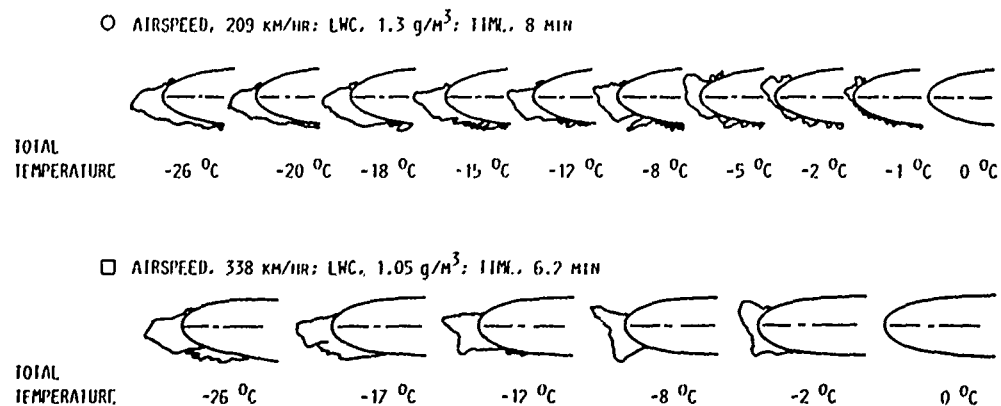 AIRSPEED, 209 KM/HR; LWC, 1.3 g/M³; TIME, 8 MIN
TOTAL
TEMPERATURE -26 °C -20 °C -18 °C -15 °C -12 °C -8 °C -5 °C -2 °C -1 °C 0 °C
AIRSPEED, 338 KM/HR; LWC, 1.05 g/M³; TIME, 6.2 MIN
TOTAL
TEMPERATURE -26 °C -17 °C -12 °C -8 °C -2 °C 0 °C